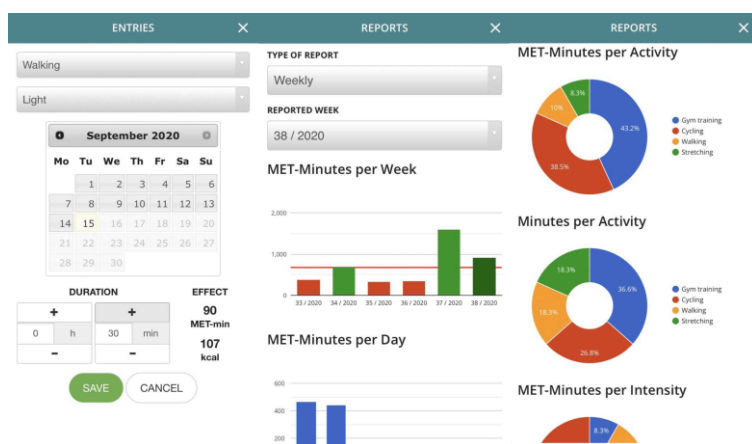 ENTRIES ×
Walking
Light
September 2020
Mo Tu We Th Fr Sa Su
1 2 3 4 5 6
7 8 9 10 11 12 13
14 15 16 17 18 19 20
21 22 23 24 25 26 27
28 29 30
DURATION EFFECT
+ + 90
MET-min
0 h 30 min
107
kcal
- -
SAVE CANCEL
REPORTS ×
TYPE OF REPORT
Weekly
REPORTED WEEK
38 / 2020
MET-Minutes per Week
2,000
1,000
0
33 / 2020 34 / 2020 35 / 2020 36 / 2020 37 / 2020 38 / 2020
MET-Minutes per Day
600
400
200
REPORTS ×
MET-Minutes per Activity
8.3%
10%
43.2%
38.5%
Gym training
Cycling
Walking
Stretching
Minutes per Activity
18.3%
36.6%
18.3%
26.8%
Gym training
Cycling
Walking
Stretching
MET-Minutes per Intensity
8.3%